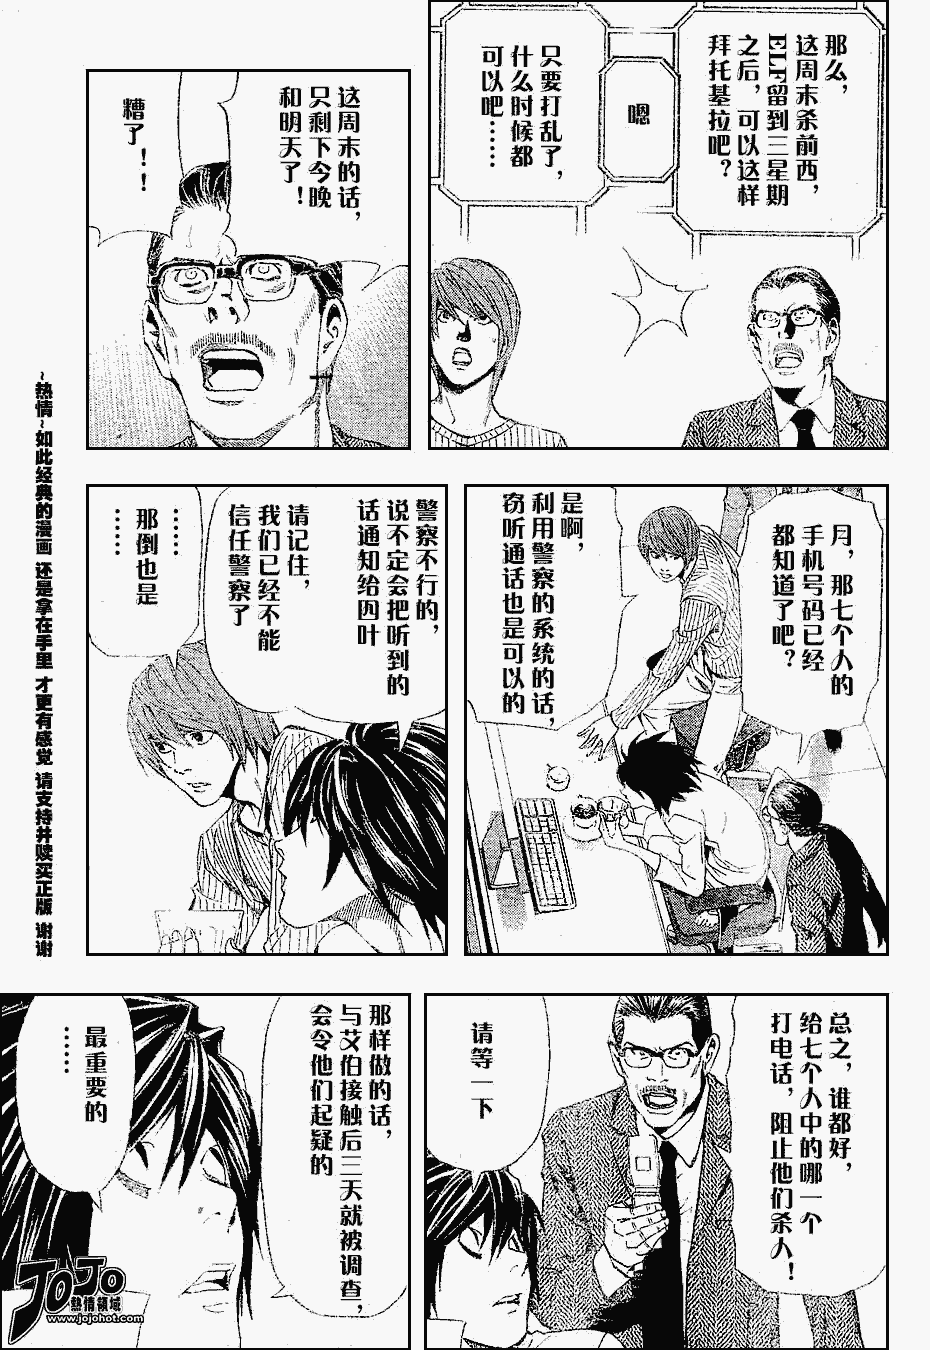 那么，
这周末杀前西，
ELF留到三星期
之后，可以这样
拜托基拉吧？
嗯
只要打乱了，
什么时候都
可以吧……
这周末的话，
只剩下今晚
和明天了！
糟了！！
月，那七个人的
手机号码已经
都知道了吧？
是啊，
利用警察的系统的话，
窃听通话也是可以的
警察不行的，
说不定会把听到的
话通知给四叶
请记住，
我们已经不能
信任警察了
……
那倒也是
……
总之，谁都好，
给七个人中的哪一个
打电话，阻止他们杀人！
请等一下
那样做的话，
与艾伯接触后三天就被调查，
会令他们起疑的
最重要的
……
~热情~如此经典的漫画 还是拿在手里 才更有感觉 请支持并赎买正版 谢谢
JOJO
熱情領域
www.jojohot.com